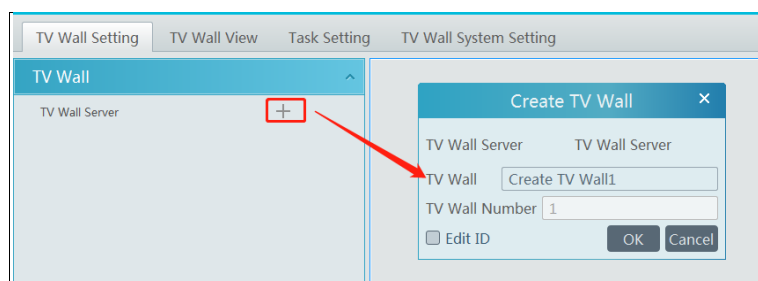 TV Wall Setting TV Wall View Task Setting TV Wall System Setting
TV Wall
TV Wall Server
Create TV Wall
TV Wall Server TV Wall Server
TV Wall Create TV Wall1
TV Wall Number 1
Edit ID OK Cancel